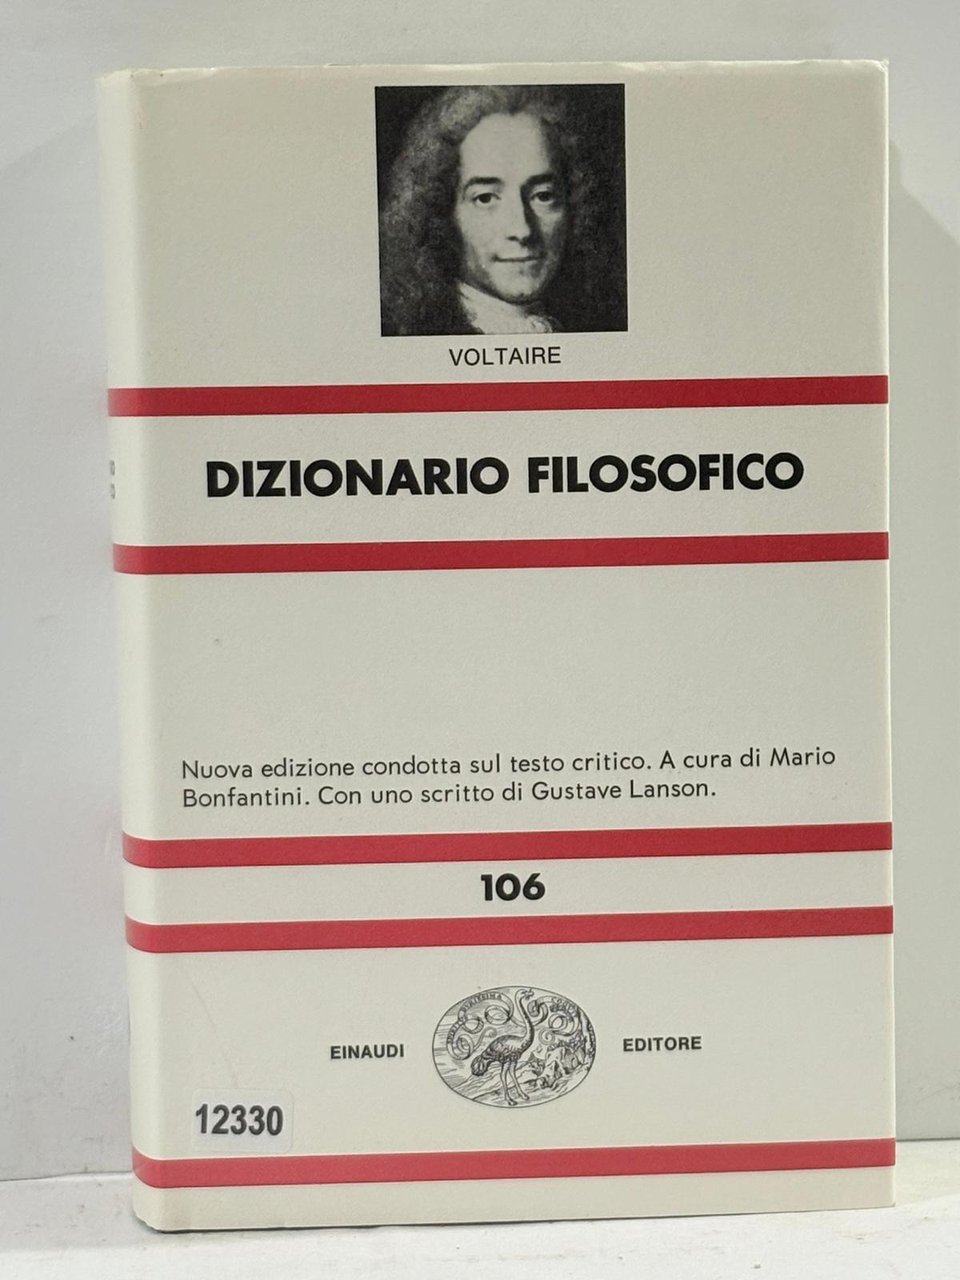 VOLTAIRE
DIZIONARIO FILOSOFICO
Nuova edizione condotta sul testo critico. A cura di Mario
Bonfantini. Con uno scritto di Gustave Lanson.
106
EINAUDI EDITORE
12330